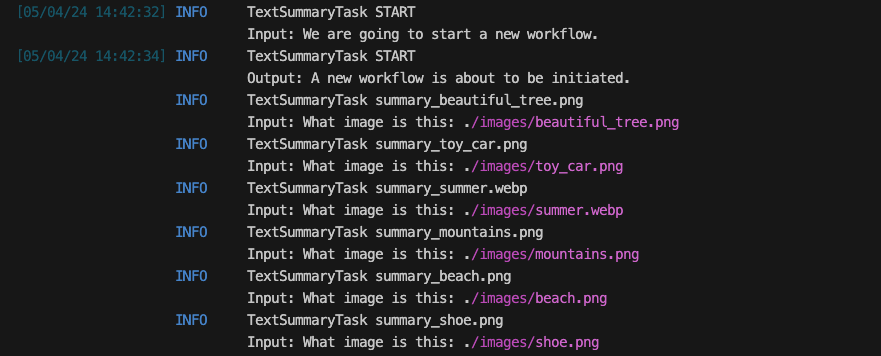 [05/04/24 14:42:32] INFO TextSummaryTask START
Input: We are going to start a new workflow.
[05/04/24 14:42:34] INFO TextSummaryTask START
Output: A new workflow is about to be initiated.
INFO TextSummaryTask summary_beautiful_tree.png
Input: What image is this: ./images/beautiful_tree.png
INFO TextSummaryTask summary_toy_car.png
Input: What image is this: ./images/toy_car.png
INFO TextSummaryTask summary_summer.webp
Input: What image is this: ./images/summer.webp
INFO TextSummaryTask summary_mountains.png
Input: What image is this: ./images/mountains.png
INFO TextSummaryTask summary_beach.png
Input: What image is this: ./images/beach.png
INFO TextSummaryTask summary_shoe.png
Input: What image is this: ./images/shoe.png